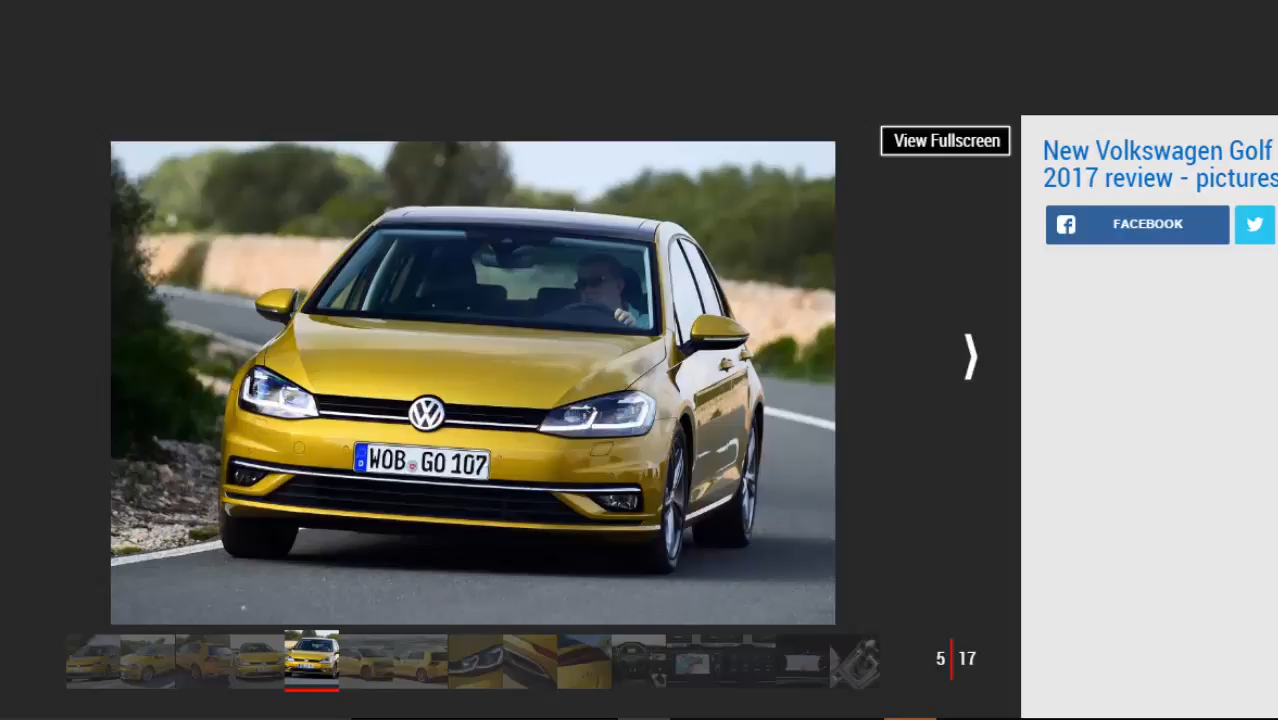 View Fullscreen
New Volkswagen Golf
2017 review - pictures
FACEBOOK
WOB GO 107
5 17